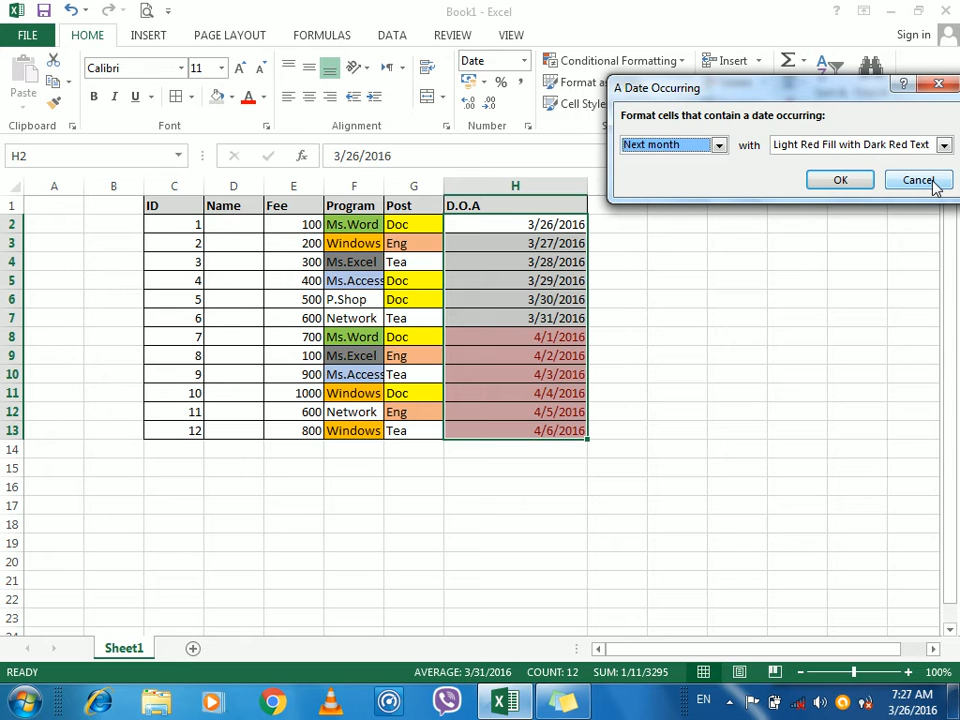 Book1 - Excel
FILE HOME INSERT PAGE LAYOUT FORMULAS DATA REVIEW VIEW Sign in
Paste Calibri 11 Date Conditional Formatting Insert
B I U A % Format as
Cell Style
Clipboard Font Alignment Number
A Date Occurring
Format cells that contain a date occurring:
Next month with Light Red Fill with Dark Red Text
OK Cancel
H2 fx 3/26/2016
A B C D E F G H
1 ID Name Fee Program Post D.O.A
2 1 100 Ms.Word Doc 3/26/2016
3 2 200 Windows Eng 3/27/2016
4 3 300 Ms.Excel Tea 3/28/2016
5 4 400 Ms.Access Doc 3/29/2016
6 5 500 P.Shop Doc 3/30/2016
7 6 600 Network Tea 3/31/2016
8 7 700 Ms.Word Doc 4/1/2016
9 8 100 Ms.Excel Eng 4/2/2016
10 9 900 Ms.Access Tea 4/3/2016
11 10 1000 Windows Doc 4/4/2016
12 11 600 Network Eng 4/5/2016
13 12 800 Windows Tea 4/6/2016
14
15
16
17
18
19
20
21
22
23
Sheet1
READY AVERAGE: 3/31/2016 COUNT: 12 SUM: 1/11/3295 100%
EN 7:27 AM
3/26/2016